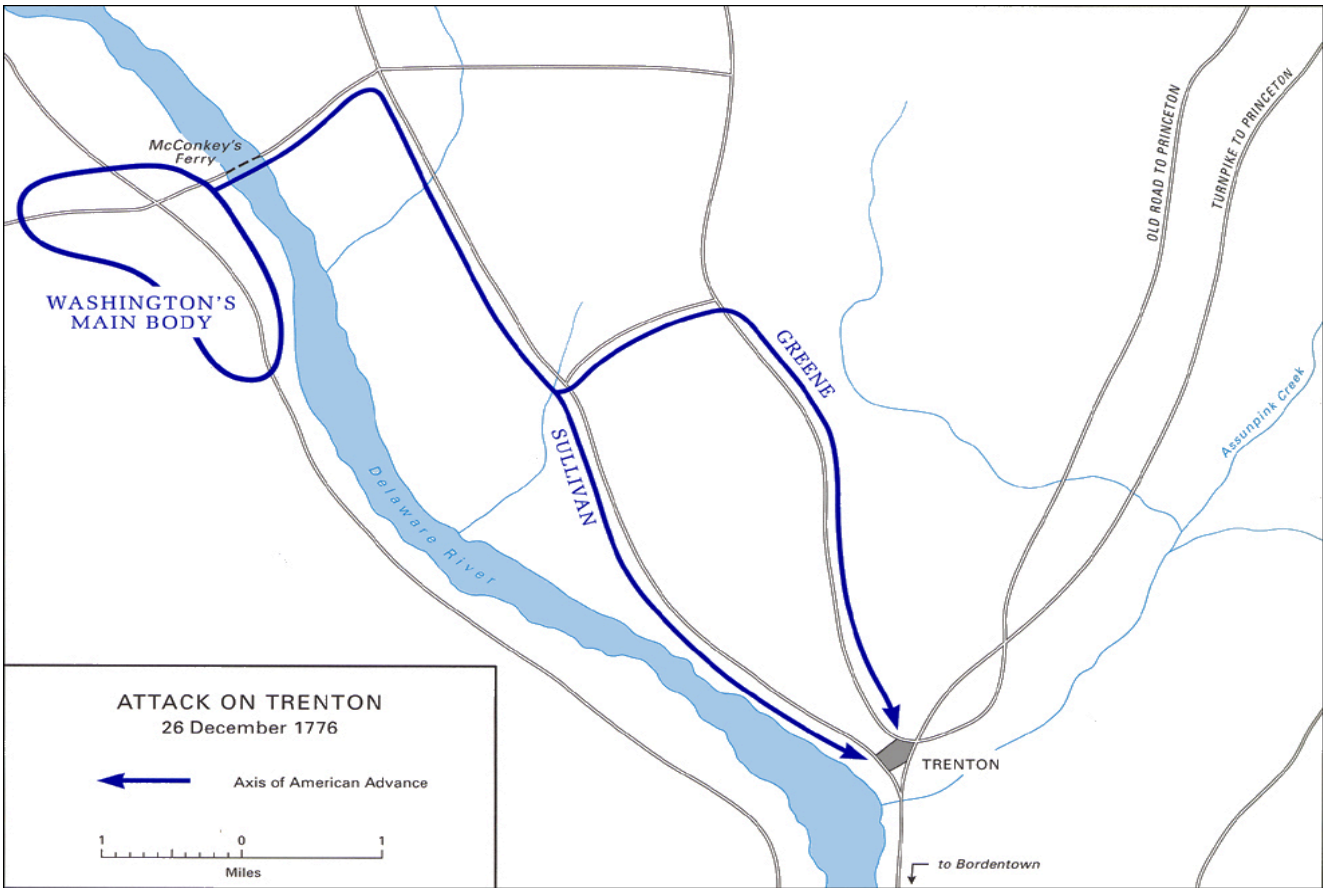 McConkey's
Ferry
WASHINGTON'S
MAIN BODY
Delaware River
SULLIVAN
GREENE
OLD ROAD TO PRINCETON
TURNPIKE TO PRINCETON
Assunpink Creek
TRENTON
to Bordentown
ATTACK ON TRENTON
26 December 1776
Axis of American Advance
1 0 1
Miles